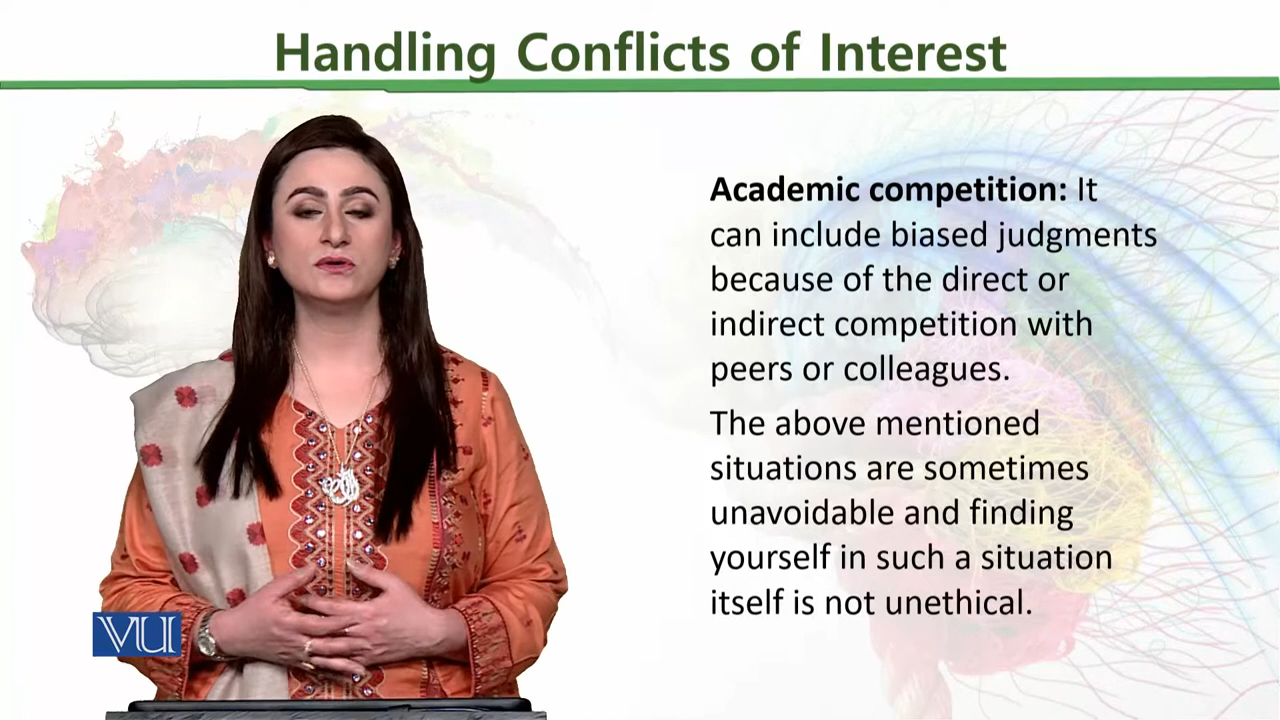 Handling Conflicts of Interest
Academic competition: It
can include biased judgments
because of the direct or
indirect competition with
peers or colleagues.
The above mentioned
situations are sometimes
unavoidable and finding
yourself in such a situation
itself is not unethical.
VU